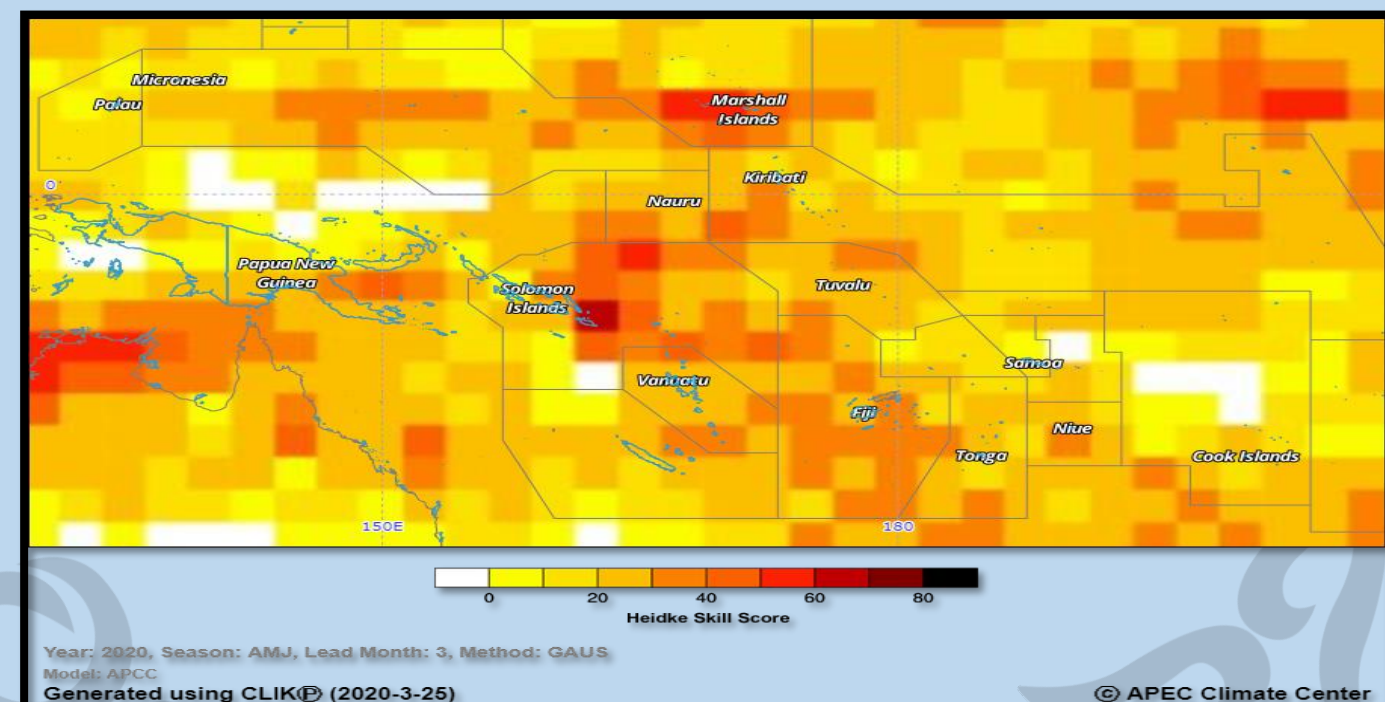 Micronesia
Palau
Marshall
Islands
0
Kiribati
Nauru
Papua New
Guinea
Solomon
Islands
Tuvalu
Samoa
Vanuatu
Fiji
Niue
Tonga
Cook Islands
150E
180
0 20 40 60 80
Heidke Skill Score
Year: 2020, Season: AMJ, Lead Month: 3, Method: GAUS
Model: APCC
Generated using CLIKⓅ (2020-3-25)
© APEC Climate Center